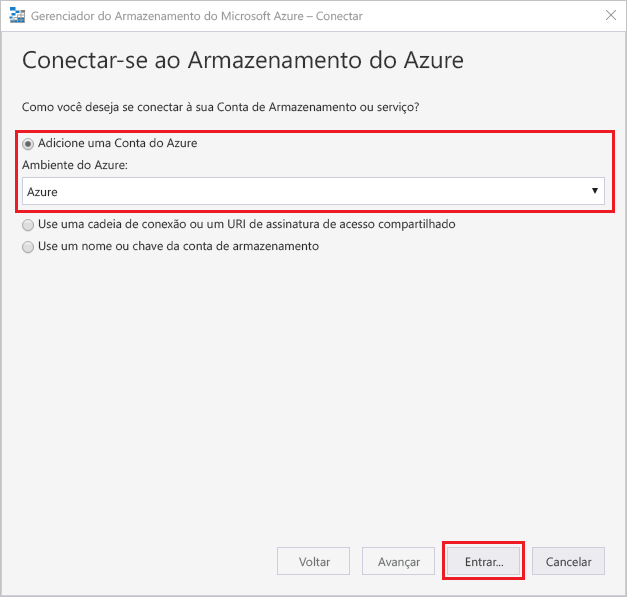 Gerenciador do Armazenamento do Microsoft Azure – Conectar
Conectar-se ao Armazenamento do Azure
Como você deseja se conectar à sua Conta de Armazenamento ou serviço?
Adicione uma Conta do Azure
Ambiente do Azure:
Azure
Use uma cadeia de conexão ou um URI de assinatura de acesso compartilhado
Use um nome ou chave da conta de armazenamento
Voltar Avançar Entrar... Cancelar